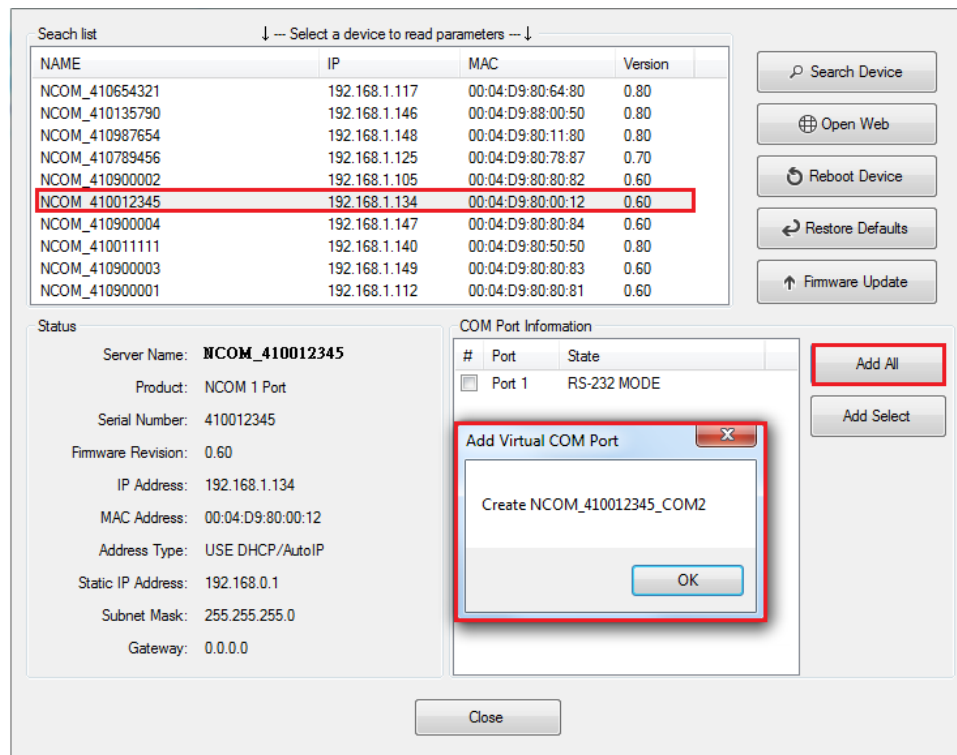 Seach list ↓ --- Select a device to read parameters --- ↓
NAME IP MAC Version
NCOM_410654321 192.168.1.117 00:04:D9:80:64:80 0.80
NCOM_410135790 192.168.1.146 00:04:D9:88:00:50 0.80
NCOM_410987654 192.168.1.148 00:04:D9:80:11:80 0.80
NCOM_410789456 192.168.1.125 00:04:D9:80:78:87 0.70
NCOM_410900002 192.168.1.105 00:04:D9:80:80:82 0.60
NCOM_410012345 192.168.1.134 00:04:D9:80:00:12 0.60
NCOM_410900004 192.168.1.147 00:04:D9:80:80:84 0.60
NCOM_410011111 192.168.1.140 00:04:D9:80:50:50 0.80
NCOM_410900003 192.168.1.149 00:04:D9:80:80:83 0.60
NCOM_410900001 192.168.1.112 00:04:D9:80:80:81 0.60
Search Device
Open Web
Reboot Device
Restore Defaults
Firmware Update
Status
Server Name: NCOM_410012345
Product: NCOM 1 Port
Serial Number: 410012345
Firmware Revision: 0.60
IP Address: 192.168.1.134
MAC Address: 00:04:D9:80:00:12
Address Type: USE DHCP/AutoIP
Static IP Address: 192.168.0.1
Subnet Mask: 255.255.255.0
Gateway: 0.0.0.0
COM Port Information
# Port State
Port 1 RS-232 MODE
Add Virtual COM Port
Create NCOM_410012345_COM2
OK
Add All
Add Select
Close